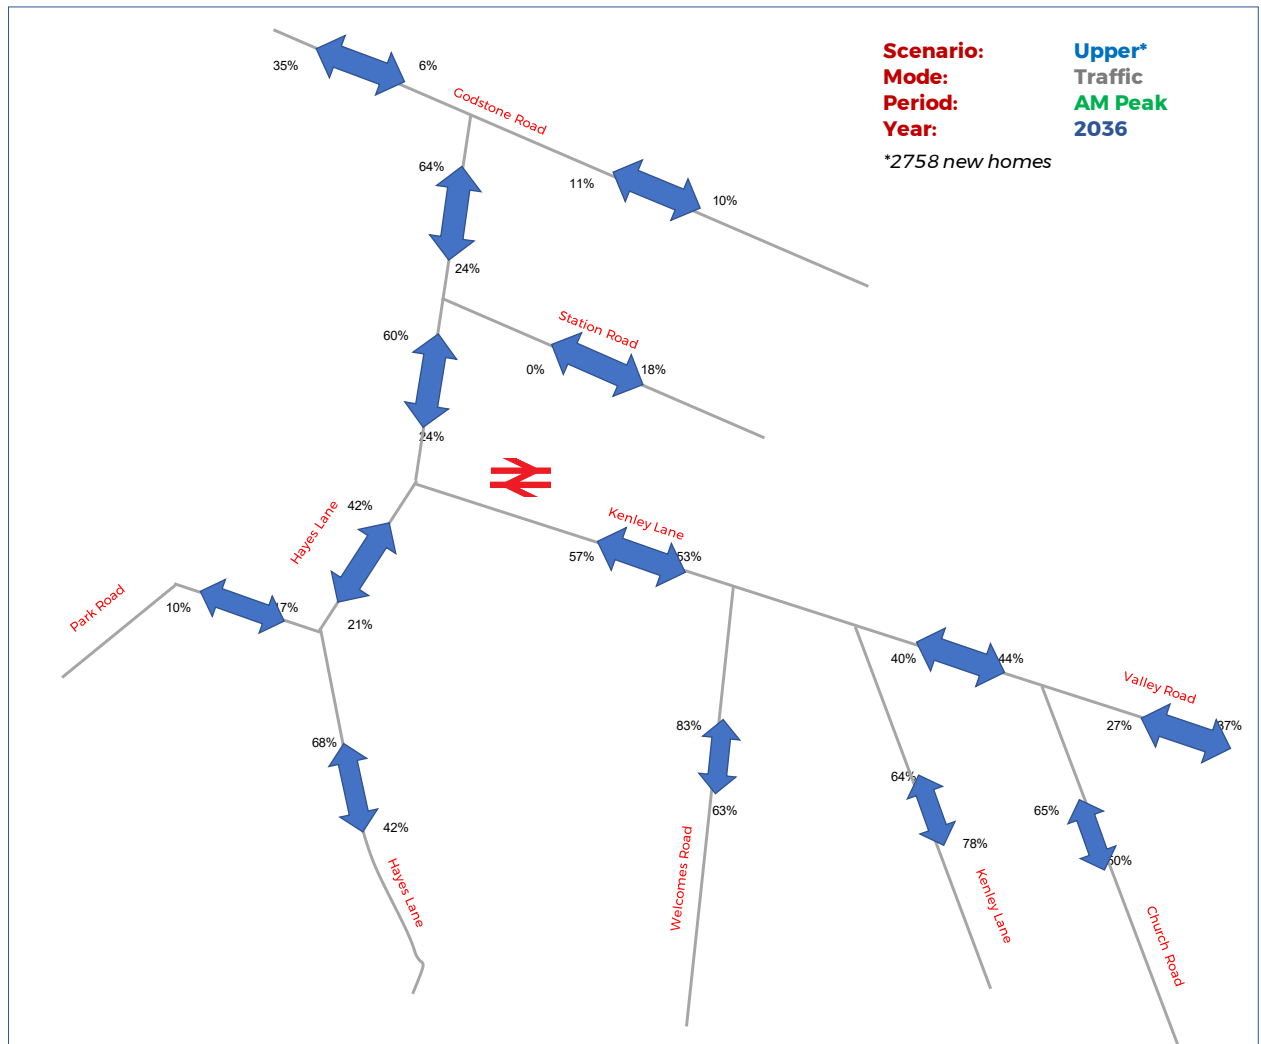 Scenario: Upper*
Mode: Traffic
Period: AM Peak
Year: 2036
*2758 new homes
35%
6%
Godstone Road
64%
11%
10%
24%
Station Road
60%
0%
18%
24%
Hayes Lane
42%
Kenley Lane
57%
53%
Park Road
10%
21%
40%
44%
Valley Road
27%
37%
68%
83%
64%
42%
63%
78%
65%
Hayes Lane
Welcomes Road
Kenley Lane
Church Road